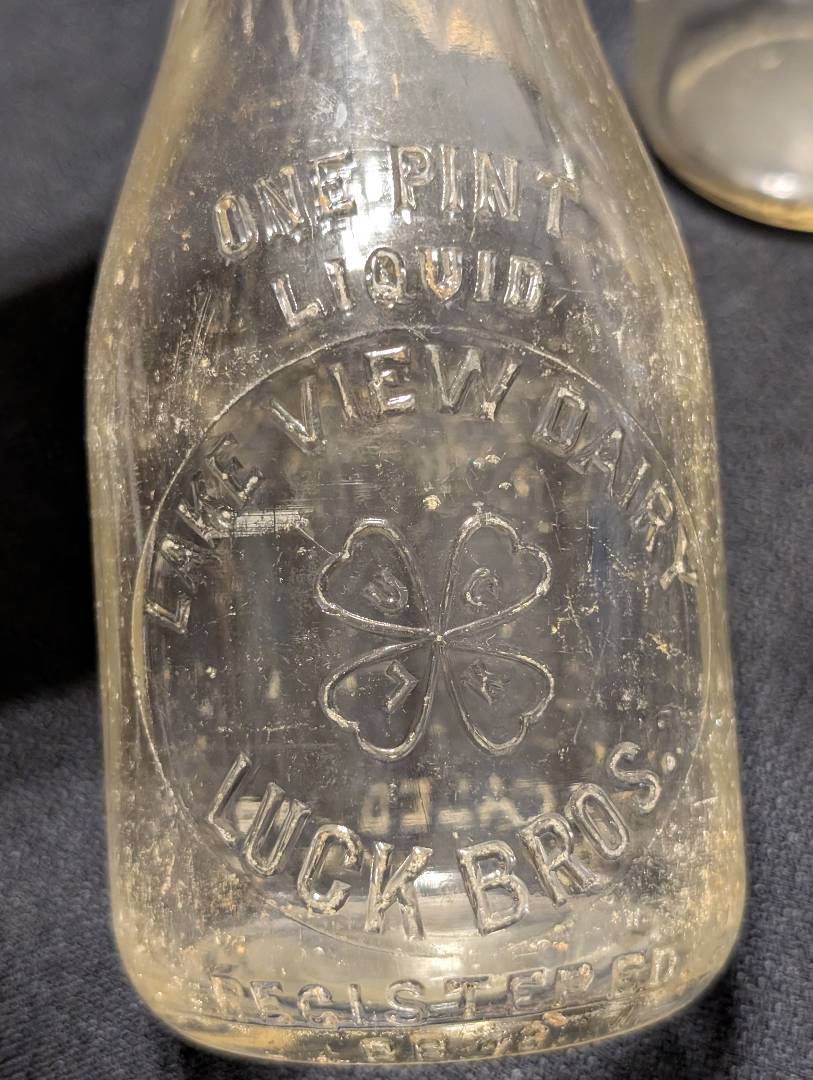 ONE PINT
LIQUID
LAKE VIEW DAIRY
U C
L K
LUCK BROS.
REGISTERED